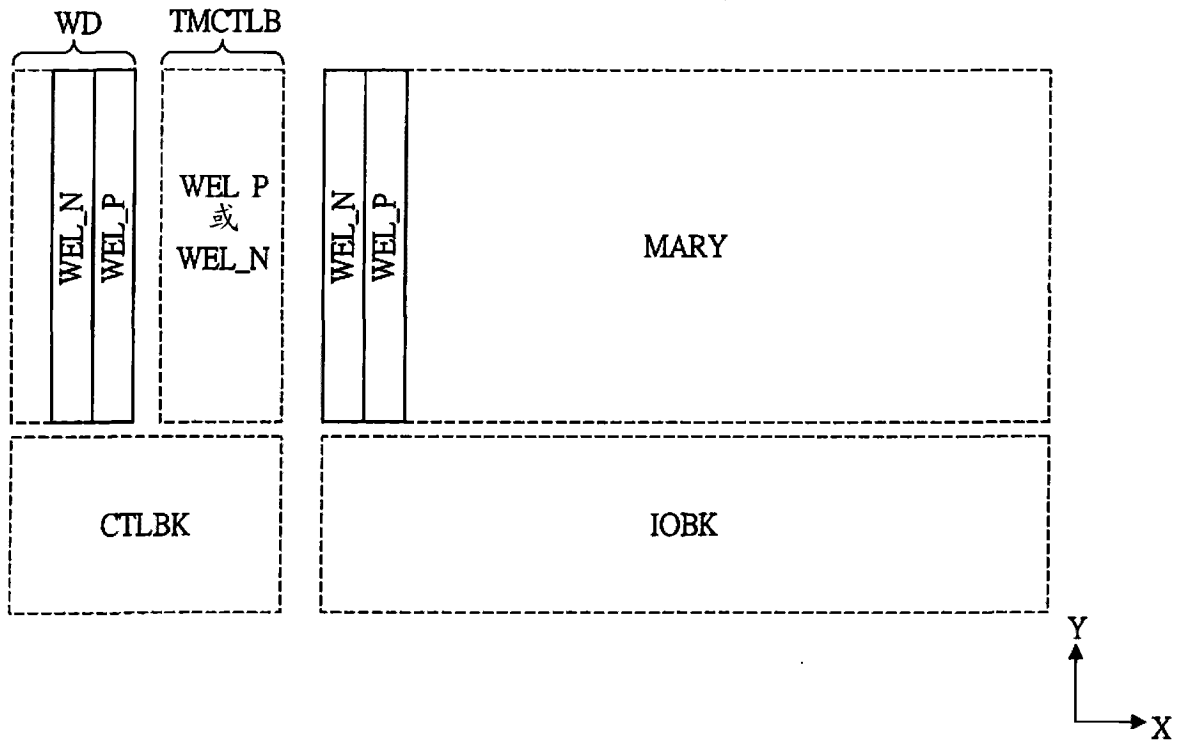 WD
TMCTLB
WEL_N
WEL_P
WEL P
或
WEL_N
WEL_N
WEL_P
MARY
CTLBK
IOBK
Y
X